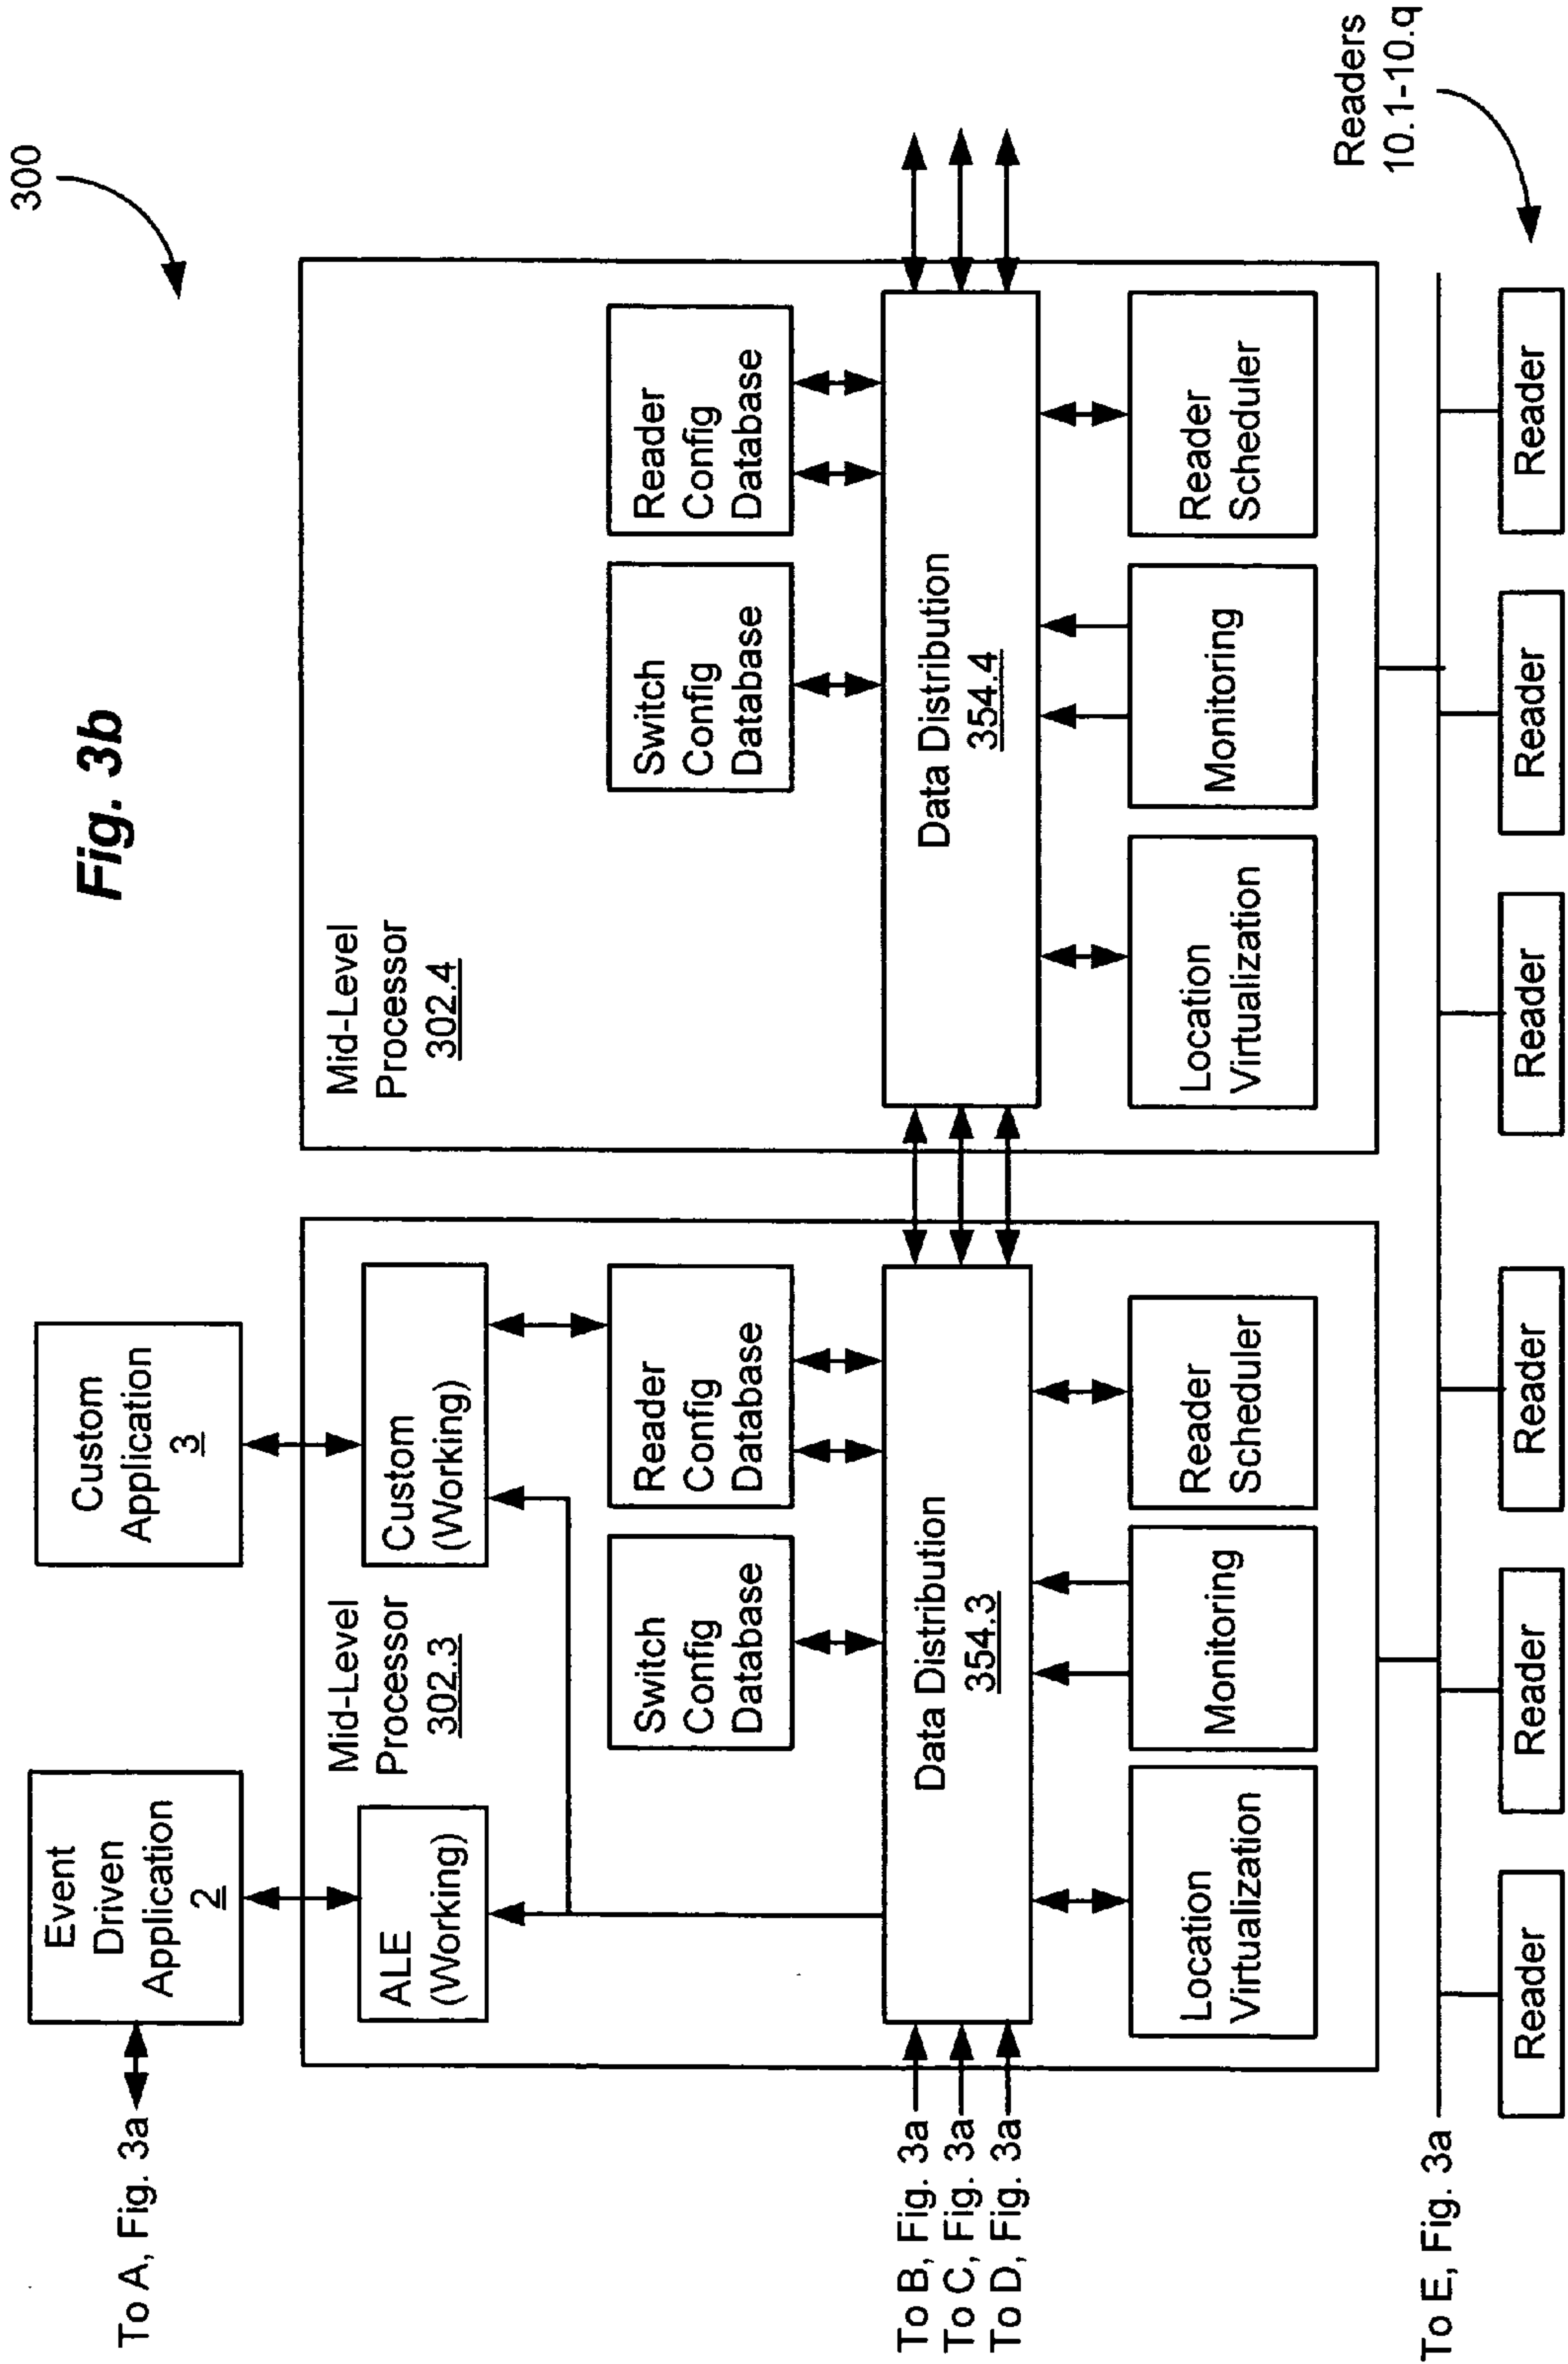 Fig. 3b
300
To A, Fig. 3a
Event
Driven
Application
2
Custom
Application
3
Mid-Level
Processor
302.3
ALE
(Working)
Custom
(Working)
Switch
Config
Database
Reader
Config
Database
To B, Fig. 3a
To C, Fig. 3a
To D, Fig. 3a
Data Distribution
354.3
Location
Virtualization
Monitoring
Reader
Scheduler
Mid-Level
Processor
302.4
Switch
Config
Database
Reader
Config
Database
Data Distribution
354.4
Location
Virtualization
Monitoring
Reader
Scheduler
To E, Fig. 3a
Readers
10.1-10.q
Reader
Reader
Reader
Reader
Reader
Reader